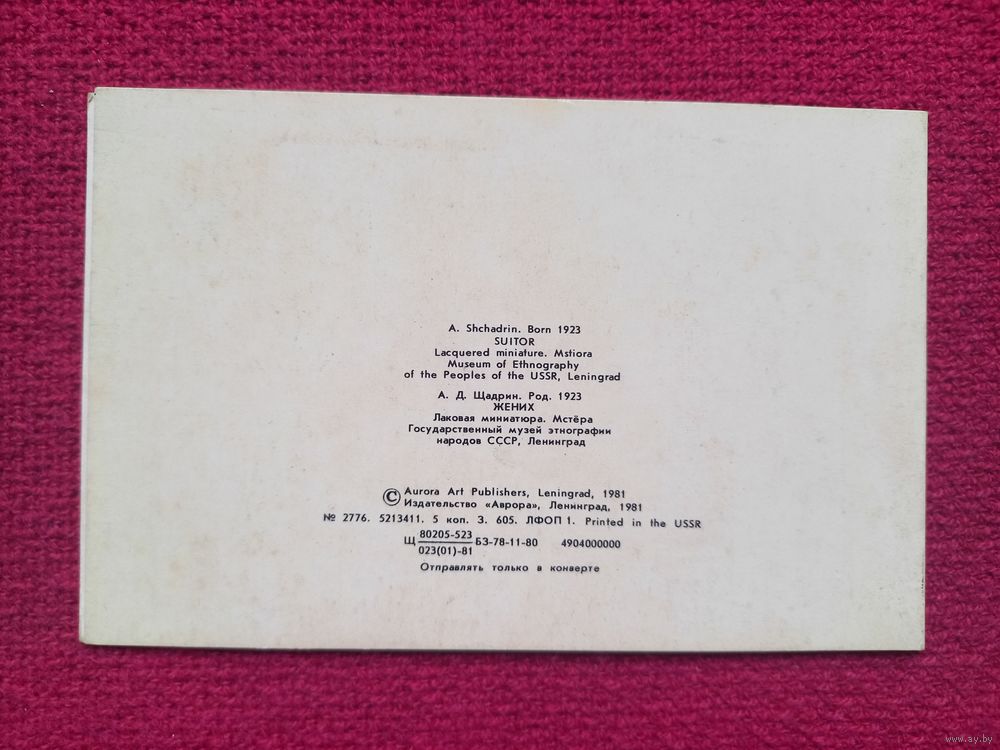 A. Shchadrin. Born 1923
SUITOR
Lacquered miniature. Mstiora
Museum of Ethnography
of the Peoples of the USSR, Leningrad
А. Д. Щадрин. Род. 1923
ЖЕНИХ
Лаковая миниатюра. Мстёра
Государственный музей этнографии
народов СССР, Ленинград
© Aurora Art Publishers, Leningrad, 1981
Издательство «Аврора», Ленинград, 1981
№ 2776. 5213411. 5 коп. З. 605. ЛФОП 1. Printed in the USSR
Щ 80205-523
023(01)-81 БЗ-78-11-80 4904000000
Отправлять только в конверте
www.ay.by